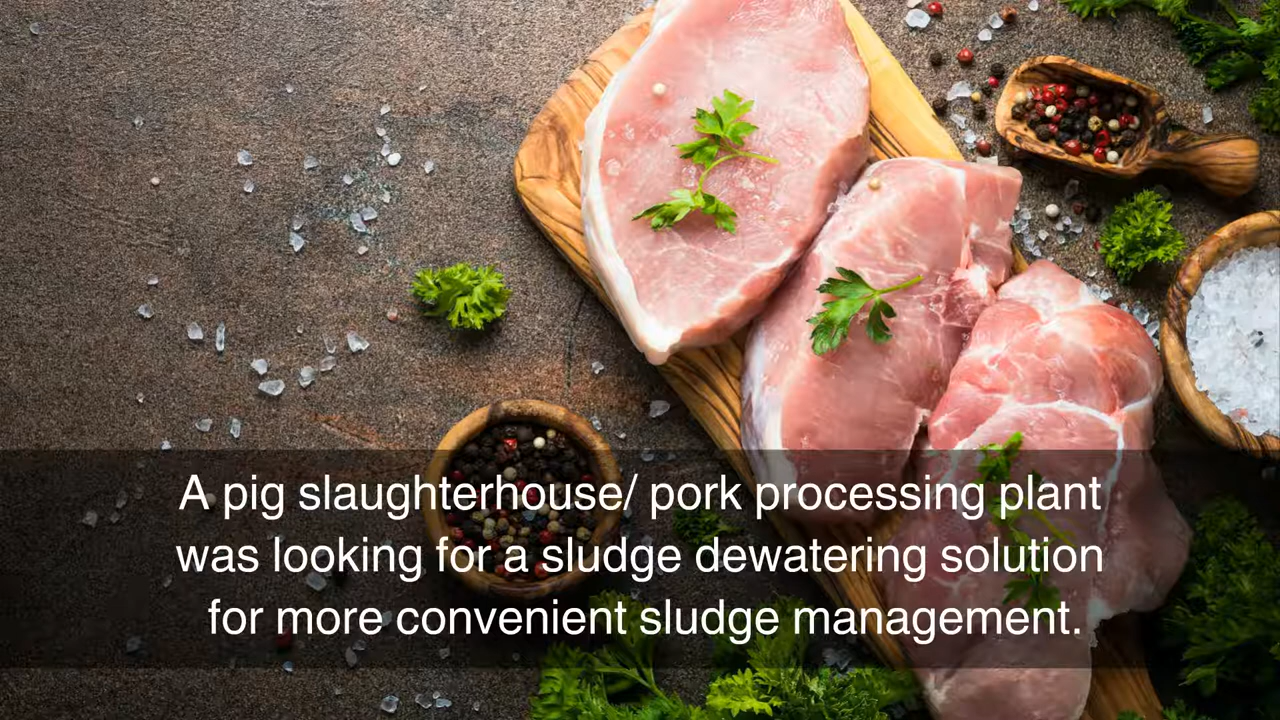 A pig slaughterhouse/ pork processing plant
was looking for a sludge dewatering solution
for more convenient sludge management.